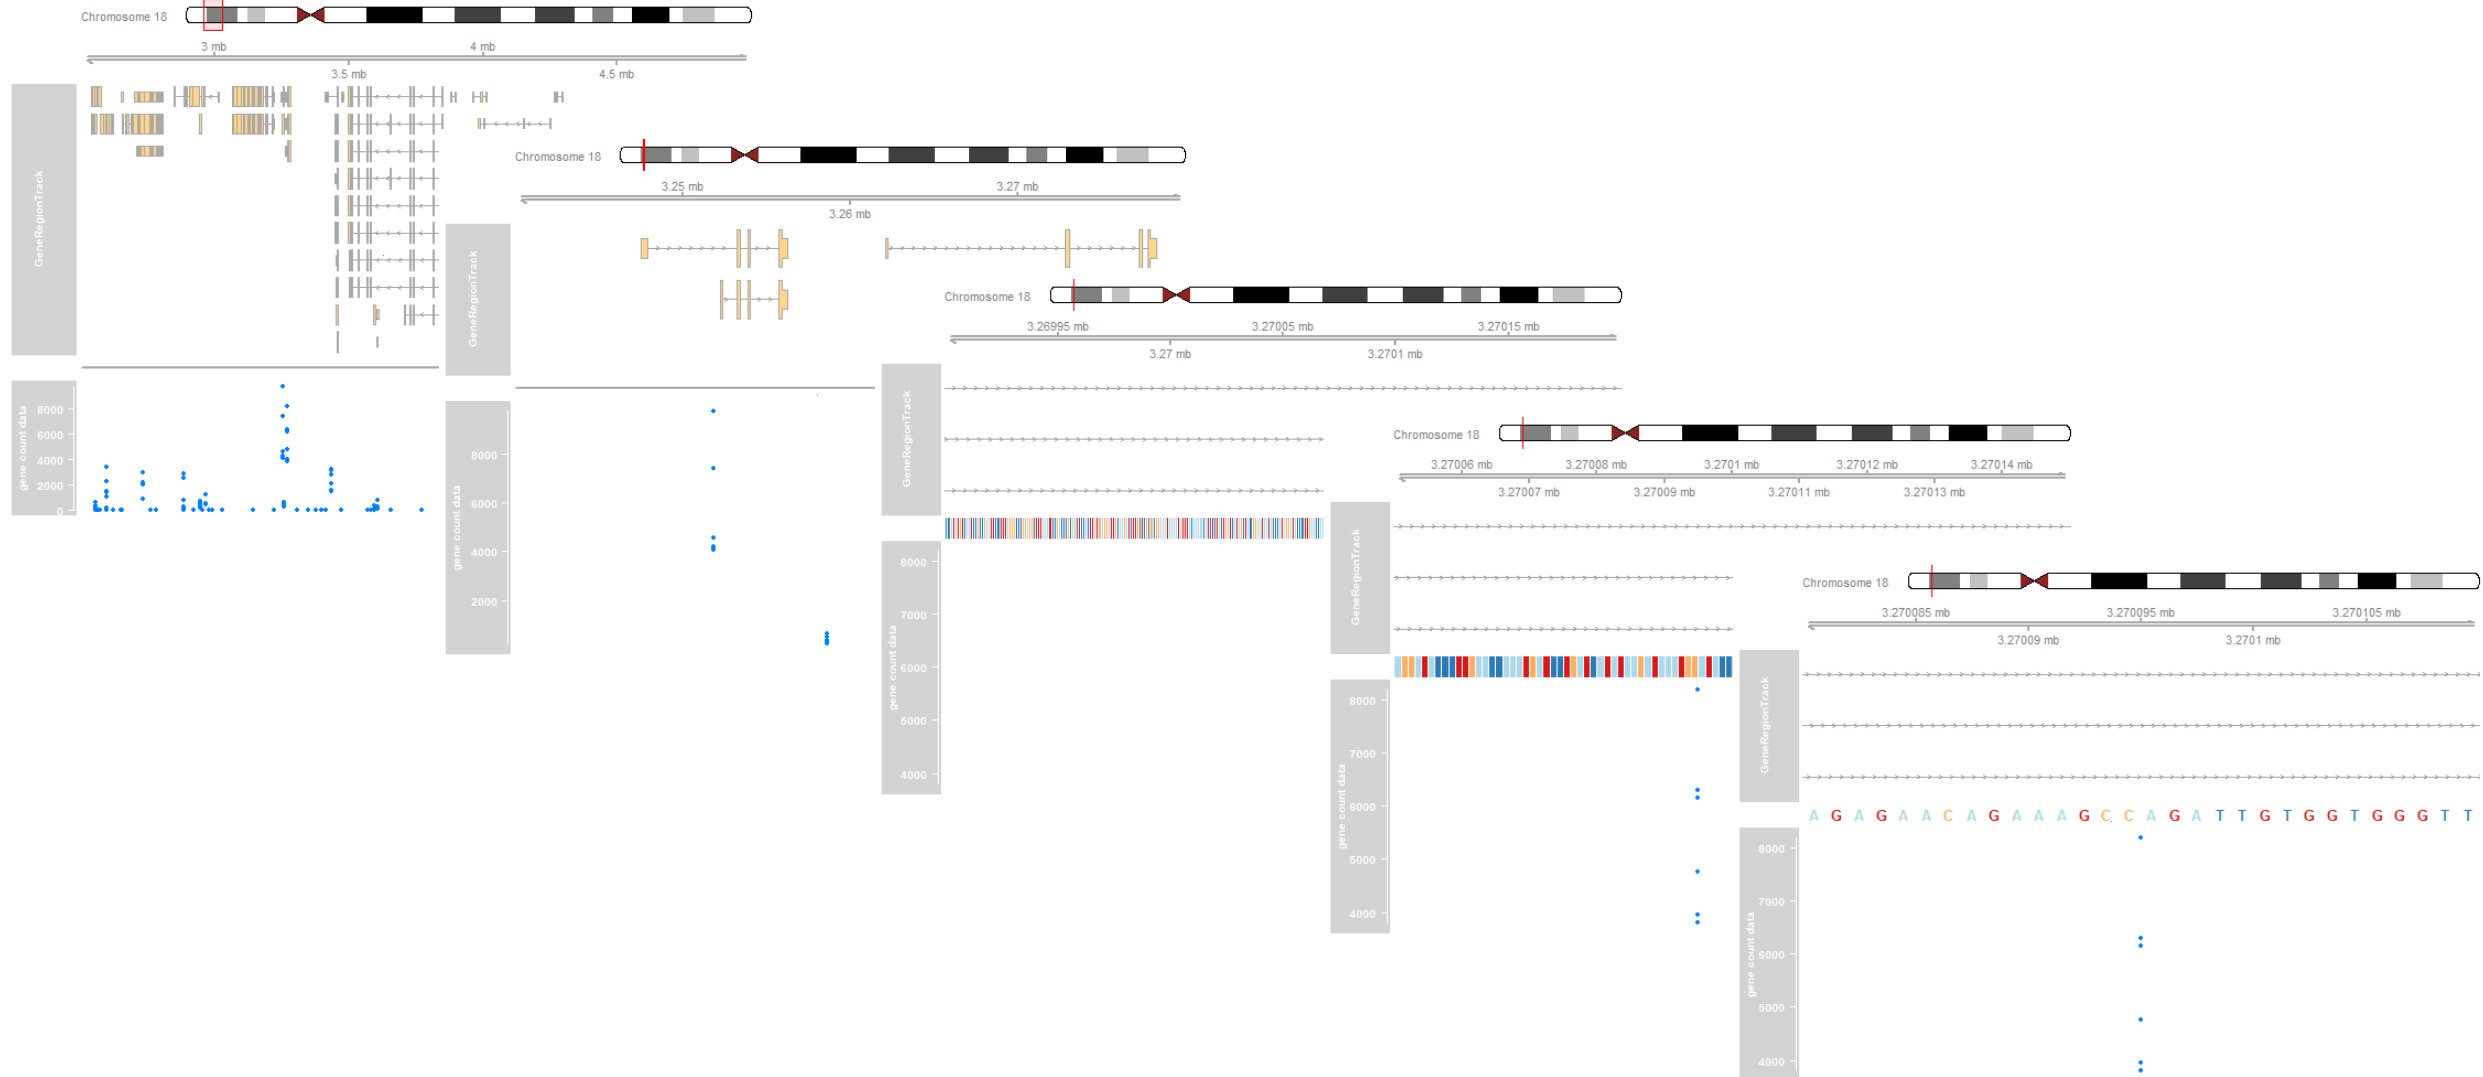 Chromosome 18
3 mb
4 mb
3.5 mb
4.5 mb
GeneRegionTrack
gene count data
8000
6000
4000
2000
0
Chromosome 18
3.25 mb
3.27 mb
3.26 mb
GeneRegionTrack
gene count data
8000
6000
4000
2000
Chromosome 18
3.26995 mb
3.27005 mb
3.27015 mb
3.27 mb
3.2701 mb
GeneRegionTrack
gene count data
8000
7000
6000
5000
4000
Chromosome 18
3.27006 mb
3.27008 mb
3.2701 mb
3.27012 mb
3.27014 mb
3.27007 mb
3.27009 mb
3.27011 mb
3.27013 mb
GeneRegionTrack
gene count data
8000
7000
6000
5000
4000
Chromosome 18
3.270085 mb
3.270095 mb
3.270105 mb
3.27009 mb
3.2701 mb
GeneRegionTrack
A G A G A A C A G A A A G C C A G A T T G T G G T G G G T T
gene count data
8000
7000
6000
5000
4000